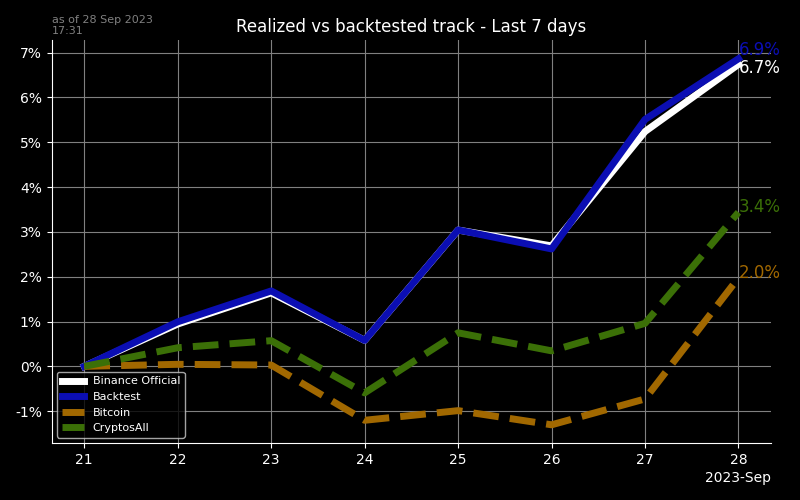 as of 28 Sep 2023
17:31
Realized vs backtested track - Last 7 days
7%
6%
5%
4%
3%
2%
1%
0%
-1%
6.9%
6.7%
3.4%
2.0%
Binance Official
Backtest
Bitcoin
CryptosAll
21 22 23 24 25 26 27 28
2023-Sep